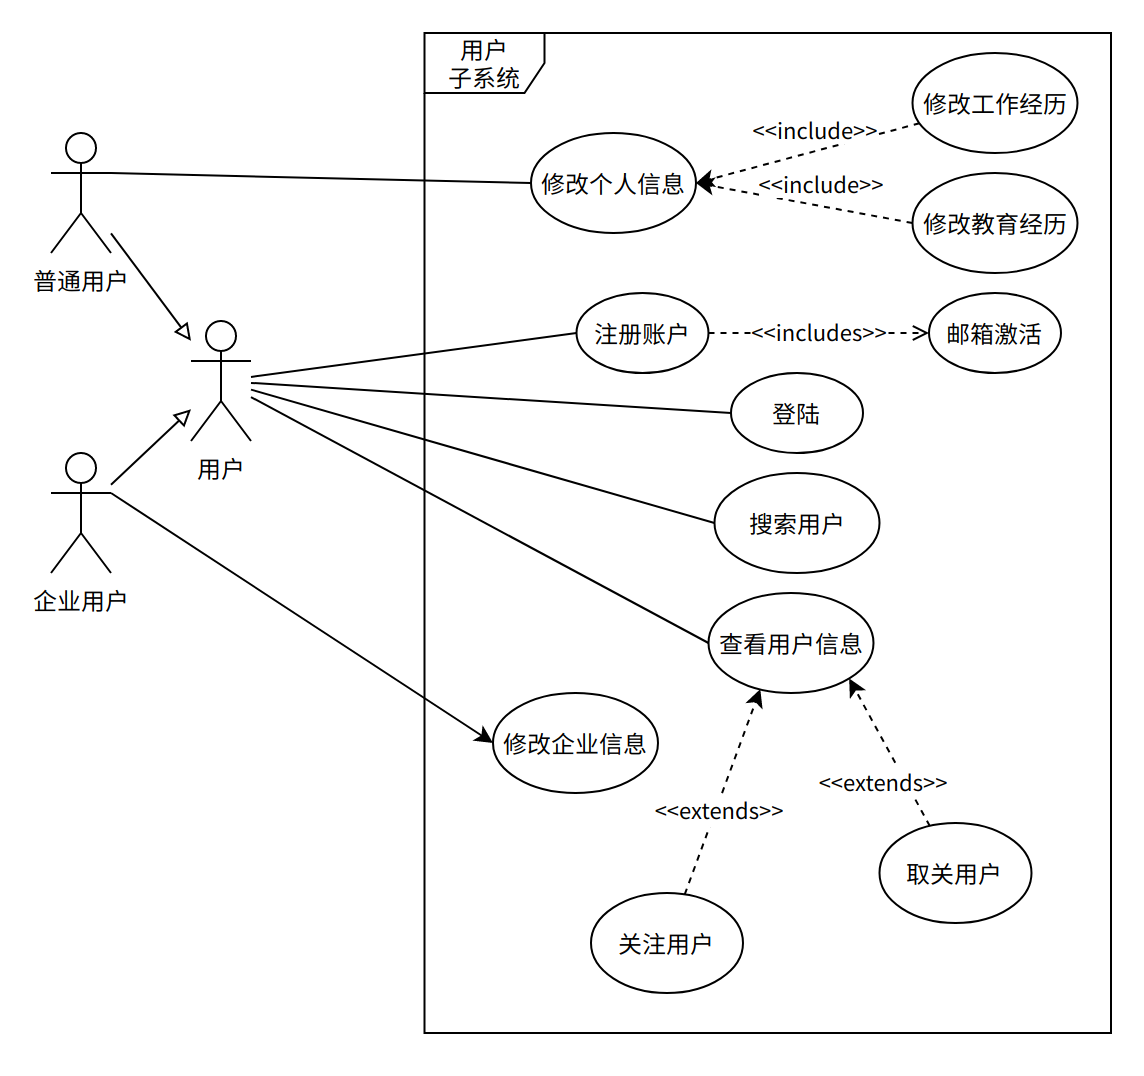 用户
子系统
修改工作经历
<<include>>
修改个人信息
<<include>>
修改教育经历
普通用户
注册账户
<<includes>>
邮箱激活
登陆
用户
搜索用户
企业用户
查看用户信息
修改企业信息
<<extends>>
<<extends>>
取关用户
关注用户